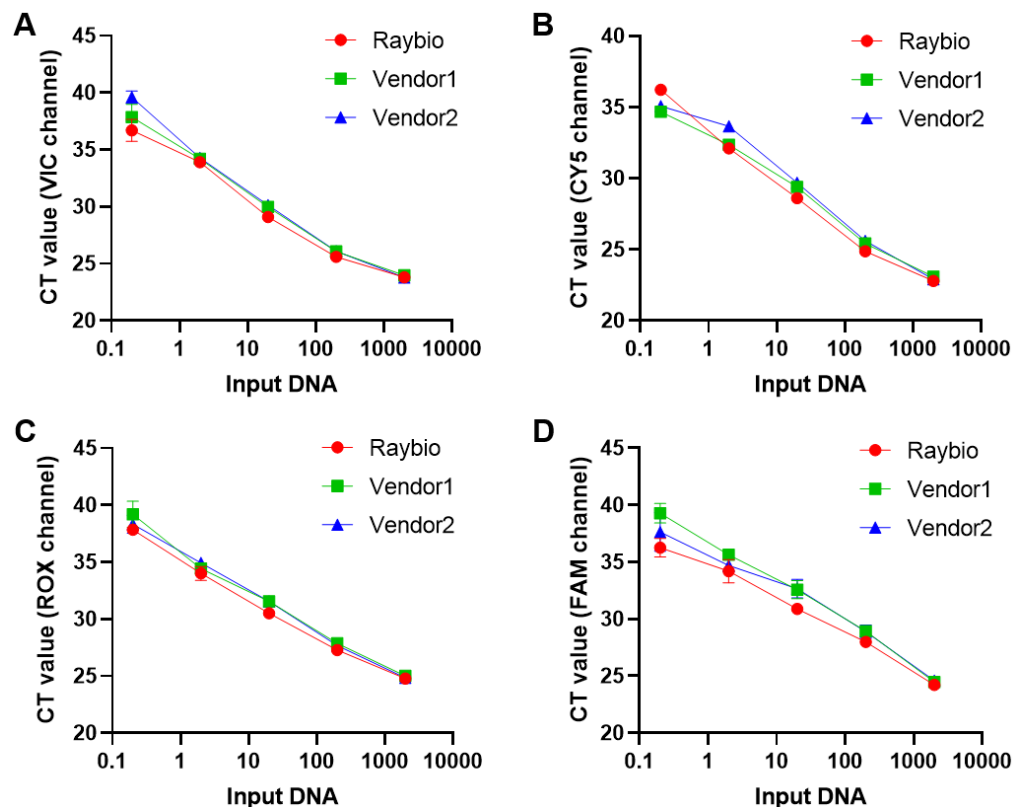 A
CT value (VIC channel)
45
40
35
30
25
20
0.1
1
10
100
1000
10000
Input DNA
Raybio
Vendor1
Vendor2
B
CT value (CY5 channel)
40
35
30
25
20
0.1
1
10
100
1000
10000
Input DNA
Raybio
Vendor1
Vendor2
C
CT value (ROX channel)
45
40
35
30
25
20
0.1
1
10
100
1000
10000
Input DNA
Raybio
Vendor1
Vendor2
D
CT value (FAM channel)
45
40
35
30
25
20
0.1
1
10
100
1000
10000
Input DNA
Raybio
Vendor1
Vendor2